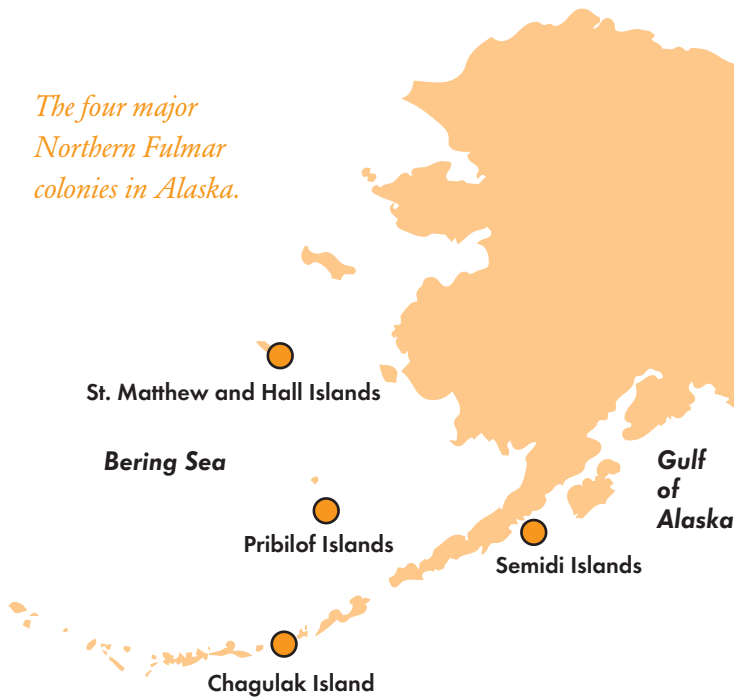 The four major
Northern Fulmar
colonies in Alaska.
St. Matthew and Hall Islands
Bering Sea
Gulf
of
Alaska
Pribilof Islands
Semidi Islands
Chagulak Island